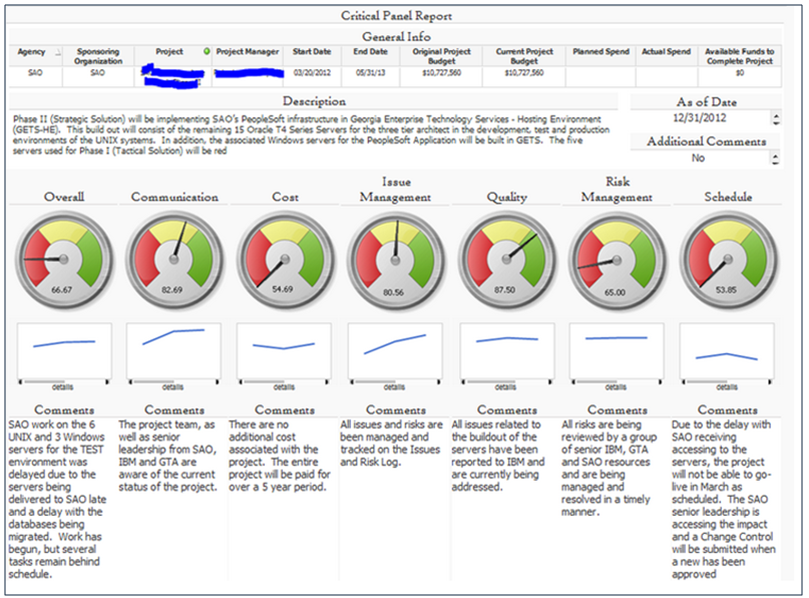 Critical Panel Report
General Info
Agency Sponsoring Organization Project Project Manager Start Date End Date Original Project Budget Current Project Budget Planned Spend Actual Spend Available Funds to Complete Project
SAO SAO 03/20/2012 05/31/13 $10,727,560 $10,727,560 $0
Description
Phase II (Strategic Solution) will be implementing SAO's PeopleSoft infrastructure in Georgia Enterprise Technology Services - Hosting Environment
(GETS-HE). This build out will consist of the remaining 15 Oracle T4 Series Servers for the three tier architect in the development, test and production
environments of the UNIX systems. In addition, the associated Windows servers for the PeopleSoft Application will be built in GETS. The five
servers used for Phase I (Tactical Solution) will be red
As of Date
12/31/2012
Additional Comments
No
Overall
Communication
Cost
Issue
Management
Quality
Risk
Management
Schedule
66.67
82.69
54.69
80.56
87.50
65.00
53.85
details
details
details
details
details
details
details
Comments
SAO work on the 6
UNIX and 3 Windows
servers for the TEST
environment was
delayed due to the
servers being
delivered to SAO late
and a delay with the
databases being
migrated. Work has
begun, but several
tasks remain behind
schedule.
Comments
The project team, as
well as senior
leadership from SAO,
IBM and GTA are
aware of the current
status of the project.
Comments
There are no
additional cost
associated with the
project. The entire
project will be paid for
over a 5 year period.
Comments
All issues and risks are
been managed and
tracked on the Issues
and Risk Log.
Comments
All issues related to
the buildout of the
servers have been
reported to IBM and
are currently being
addressed.
Comments
All risks are being
reviewed by a group
of senior IBM, GTA
and SAO resources
and are being
managed and
resolved in a timely
manner.
Comments
Due to the delay with
SAO receiving
accessing to the
servers, the project
will not be able to go-
live in March as
scheduled. The SAO
senior leadership is
accessing the impact
and a Change Control
will be submitted when
a new has been
approved